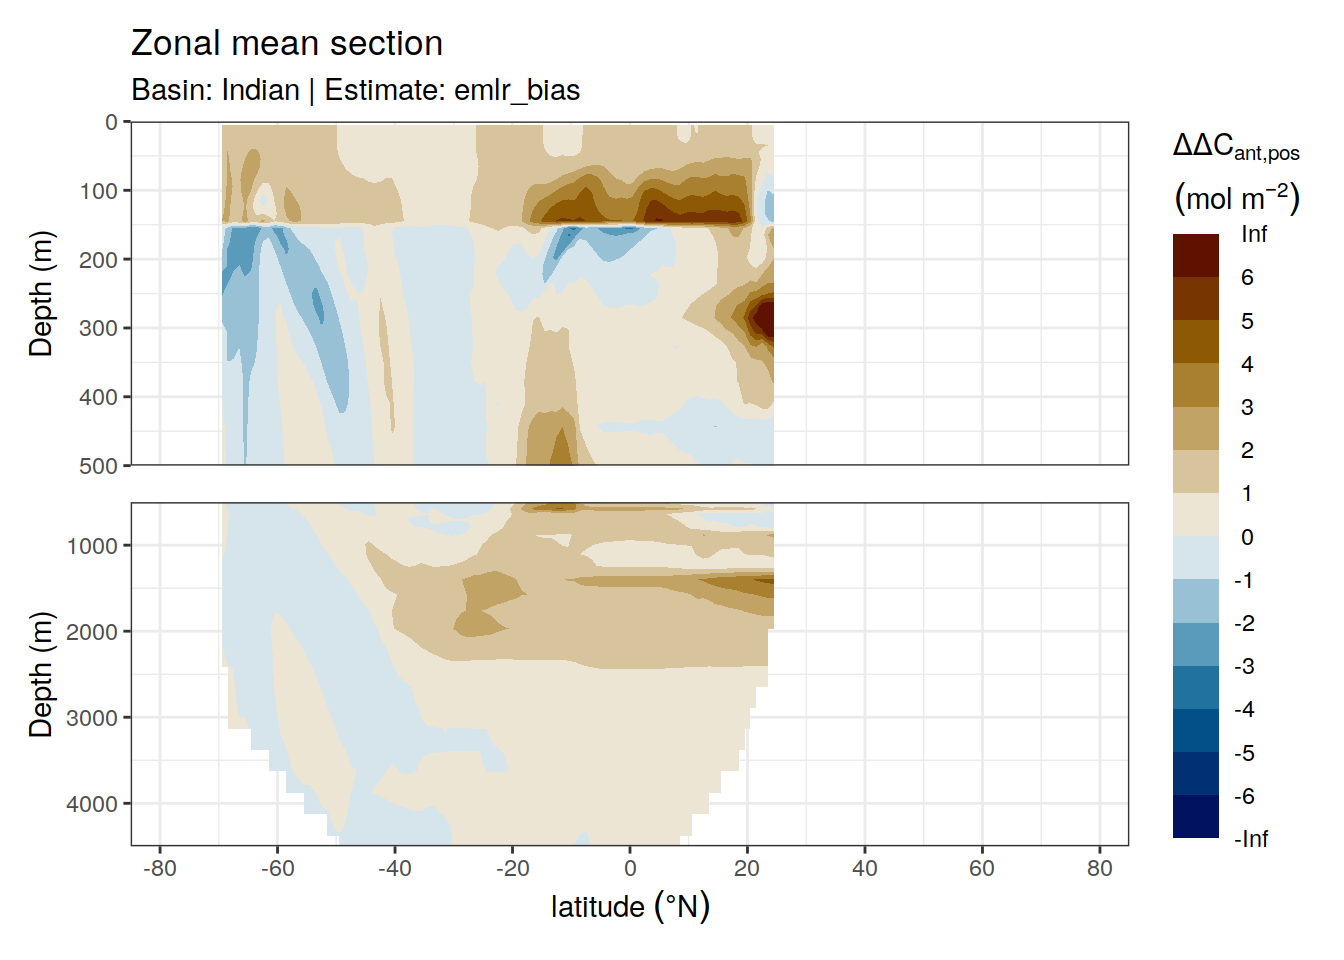 Zonal mean section
Basin: Indian | Estimate: emlr_bias
0
100
200
300
400
500
Depth (m)
1000
2000
3000
4000
Depth (m)
-80 -60 -40 -20 0 20 40 60 80
latitude (°N)
ΔΔC_ant,pos
(mol m⁻²)
Inf
6
5
4
3
2
1
0
-1
-2
-3
-4
-5
-6
-Inf